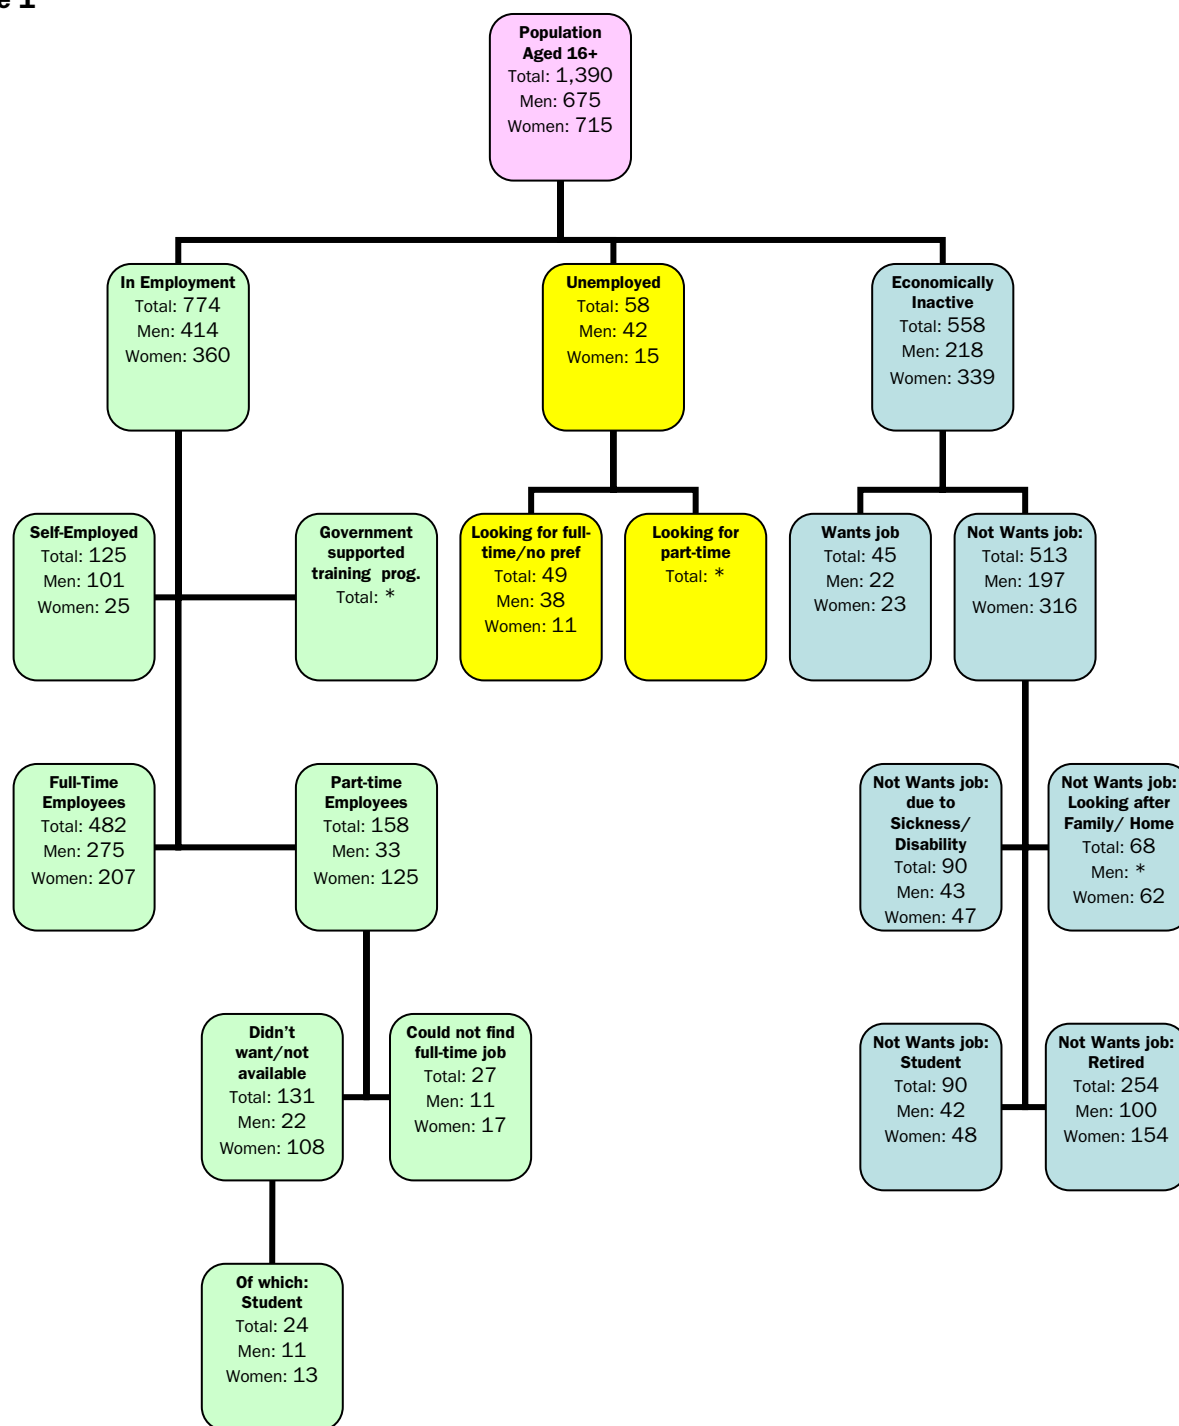 e 1
Population
Aged 16+
Total: 1,390
Men: 675
Women: 715
In Employment
Total: 774
Men: 414
Women: 360
Unemployed
Total: 58
Men: 42
Women: 15
Economically
Inactive
Total: 558
Men: 218
Women: 339
Self-Employed
Total: 125
Men: 101
Women: 25
Government
supported
training prog.
Total: *
Looking for full-
time/no pref
Total: 49
Men: 38
Women: 11
Looking for
part-time
Total: *
Wants job
Total: 45
Men: 22
Women: 23
Not Wants job:
Total: 513
Men: 197
Women: 316
Full-Time
Employees
Total: 482
Men: 275
Women: 207
Part-time
Employees
Total: 158
Men: 33
Women: 125
Not Wants job:
due to
Sickness/
Disability
Total: 90
Men: 43
Women: 47
Not Wants job:
Looking after
Family/ Home
Total: 68
Men: *
Women: 62
Didn't
want/not
available
Total: 131
Men: 22
Women: 108
Could not find
full-time job
Total: 27
Men: 11
Women: 17
Not Wants job:
Student
Total: 90
Men: 42
Women: 48
Not Wants job:
Retired
Total: 254
Men: 100
Women: 154
Of which:
Student
Total: 24
Men: 11
Women: 13